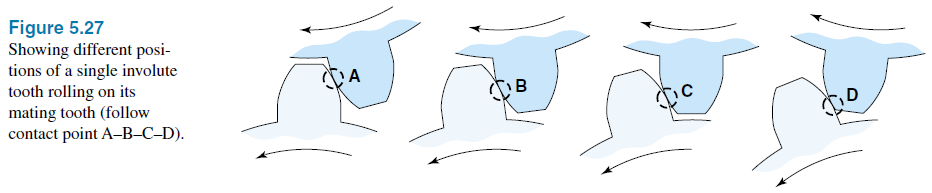 Figure 5.27
Showing different posi-
tions of a single involute
tooth rolling on its
mating tooth (follow
contact point A–B–C–D).
A
B
C
D